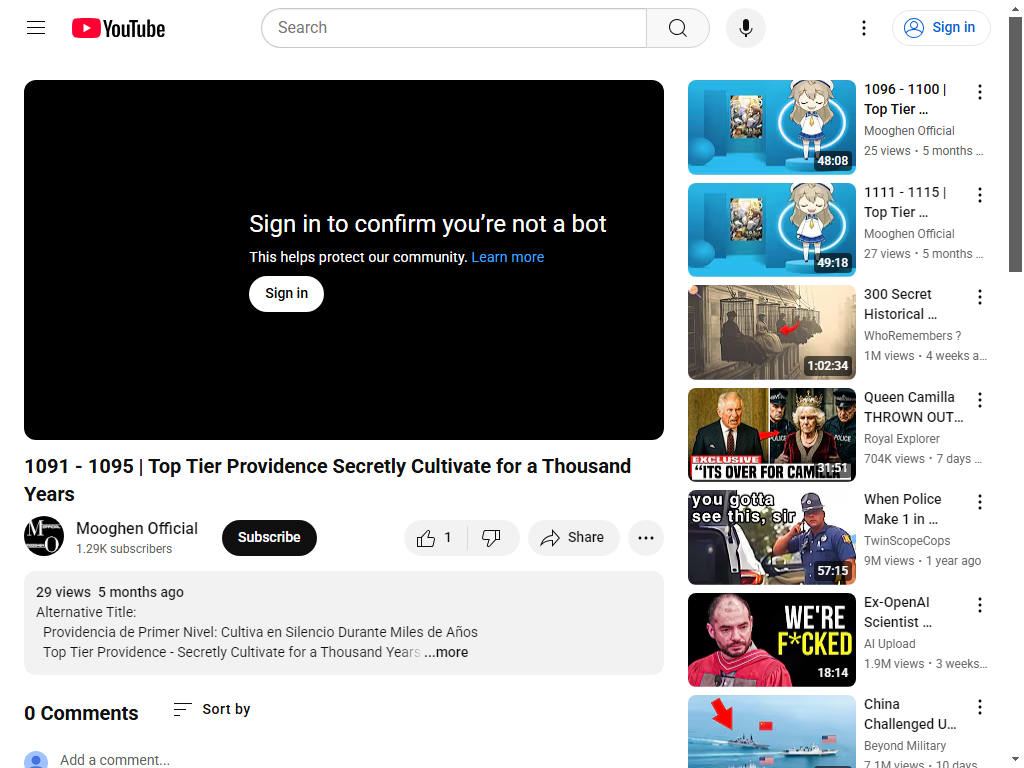 YouTube
Search
Sign in
Sign in to confirm you’re not a bot
This helps protect our community. Learn more
Sign in
1091 - 1095 | Top Tier Providence Secretly Cultivate for a Thousand
Years
Mooghen Official
1.29K subscribers
Subscribe
1
Share
29 views 5 months ago
Alternative Title:
Providencia de Primer Nivel: Cultiva en Silencio Durante Miles de Años
Top Tier Providence - Secretly Cultivate for a Thousand Years ...more
0 Comments
Sort by
Add a comment...
48:08
1096 - 1100 |
Top Tier ...
Mooghen Official
25 views • 5 months ...
49:18
1111 - 1115 |
Top Tier ...
Mooghen Official
27 views • 5 months ...
1:02:34
300 Secret
Historical ...
WhoRemembers ?
1M views • 4 weeks a...
POLICE
EXCLUSIVE
“ITS OVER FOR CAMILLA
31:51
Queen Camilla
THROWN OUT...
Royal Explorer
704K views • 7 days ...
you gotta
see this, sir
57:15
When Police
Make 1 in ...
TwinScopeCops
9M views • 1 year ago
WE'RE
F*CKED
18:14
Ex-OpenAI
Scientist ...
AI Upload
1.9M views • 3 weeks...
China
Challenged U...
Beyond Military
7.1M views • 10 days